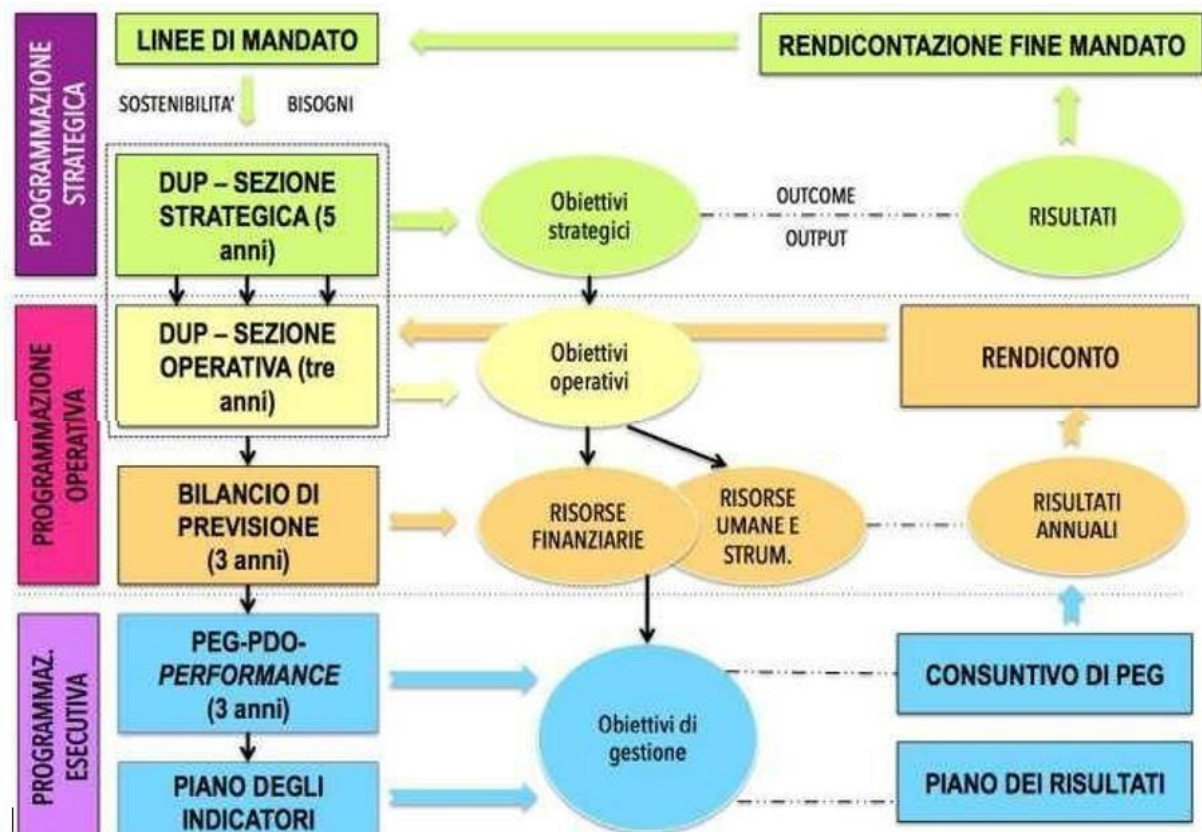 PROGRAMMAZIONE
STRATEGICA
LINEE DI MANDATO
RENDICONTAZIONE FINE MANDATO
SOSTENIBILITA'
BISOGNI
DUP – SEZIONE
STRATEGICA (5
anni)
Obiettivi
strategici
OUTCOME
OUTPUT
RISULTATI
PROGRAMMAZIONE
OPERATIVA
DUP – SEZIONE
OPERATIVA (tre
anni)
Obiettivi
operativi
RENDICONTO
BILANCIO DI
PREVISIONE
(3 anni)
RISORSE
FINANZIARIE
RISORSE
UMANE E
STRUM.
RISULTATI
ANNUALI
PROGRAMMAZ.
ESECUTIVA
PEG-PDO-
PERFORMANCE
(3 anni)
Obiettivi di
gestione
CONSUNTIVO DI PEG
PIANO DEGLI
INDICATORI
PIANO DEI RISULTATI